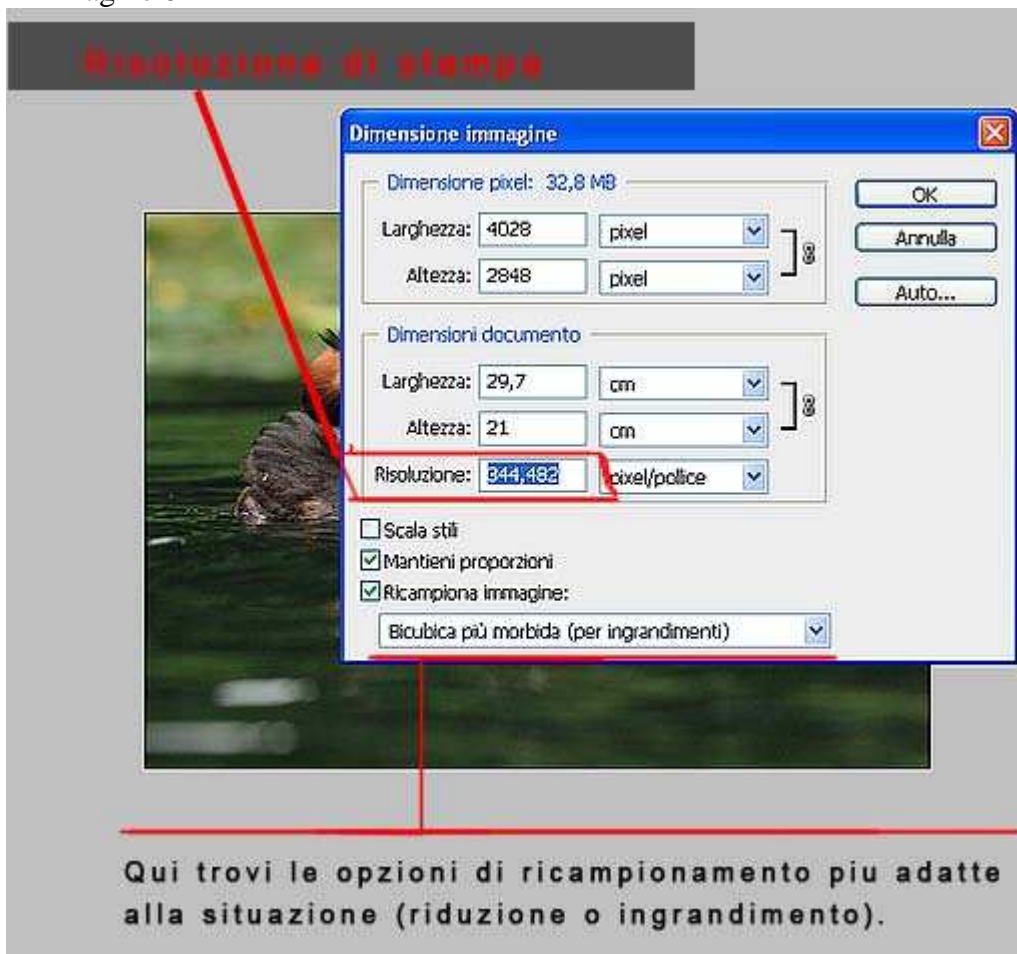 Risoluzione di stampa
Dimensione immagine
Dimensione pixel: 32,8 MB
Larghezza: 4028 pixel
Altezza: 2848 pixel
OK
Annulla
Auto...
Dimensioni documento
Larghezza: 29,7 cm
Altezza: 21 cm
Risoluzione: 344,482 pixel/pollice
Scala stili
Mantieni proporzioni
Ricampiona immagine:
Bicubica più morbida (per ingrandimenti)
Qui trovi le opzioni di ricampionamento piu adatte
alla situazione (riduzione o ingrandimento).